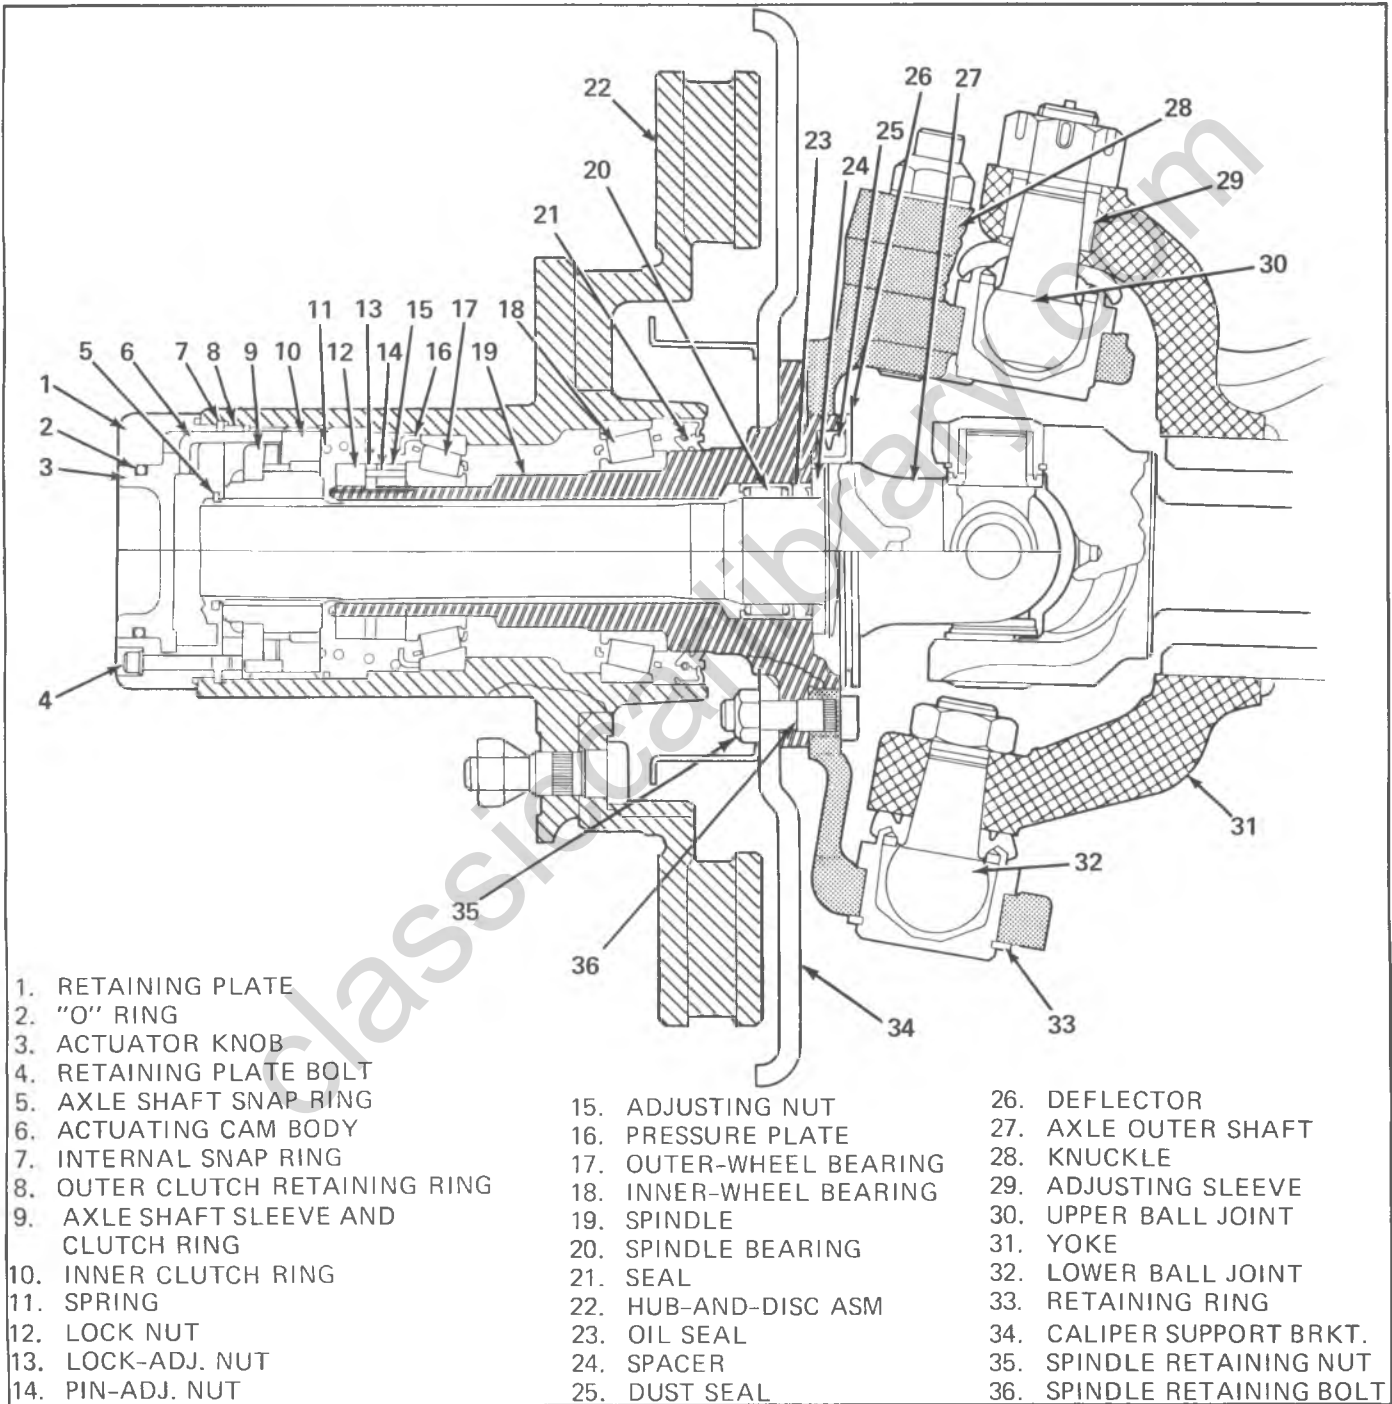 22
26
27
28
23
25
20
24
29
21
30
11
13
15
17
18
5
6
7
8
9
10
12
14
16
19
1
2
3
4
31
32
35
36
34
33
classiccarlibrary.com
1. RETAINING PLATE
2. "O" RING
3. ACTUATOR KNOB
4. RETAINING PLATE BOLT
5. AXLE SHAFT SNAP RING
6. ACTUATING CAM BODY
7. INTERNAL SNAP RING
8. OUTER CLUTCH RETAINING RING
9. AXLE SHAFT SLEEVE AND
CLUTCH RING
10. INNER CLUTCH RING
11. SPRING
12. LOCK NUT
13. LOCK-ADJ. NUT
14. PIN-ADJ. NUT
15. ADJUSTING NUT
16. PRESSURE PLATE
17. OUTER-WHEEL BEARING
18. INNER-WHEEL BEARING
19. SPINDLE
20. SPINDLE BEARING
21. SEAL
22. HUB-AND-DISC ASM
23. OIL SEAL
24. SPACER
25. DUST SEAL
26. DEFLECTOR
27. AXLE OUTER SHAFT
28. KNUCKLE
29. ADJUSTING SLEEVE
30. UPPER BALL JOINT
31. YOKE
32. LOWER BALL JOINT
33. RETAINING RING
34. CALIPER SUPPORT BRKT.
35. SPINDLE RETAINING NUT
36. SPINDLE RETAINING BOLT